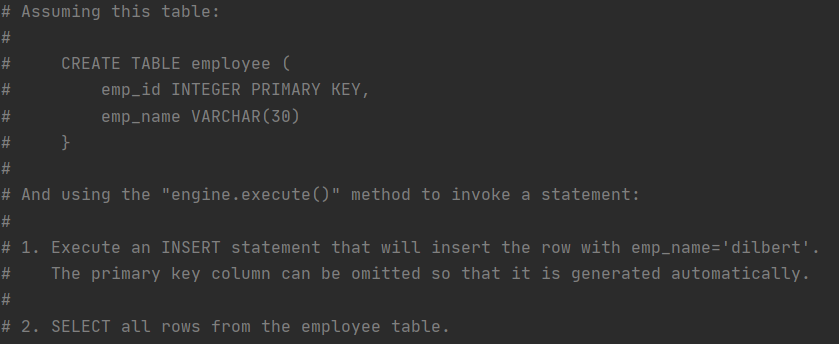 # Assuming this table:
#
#     CREATE TABLE employee (
#         emp_id INTEGER PRIMARY KEY,
#         emp_name VARCHAR(30)
#     }
#
# And using the "engine.execute()" method to invoke a statement:
#
# 1. Execute an INSERT statement that will insert the row with emp_name='dilbert'.
#    The primary key column can be omitted so that it is generated automatically.
#
# 2. SELECT all rows from the employee table.